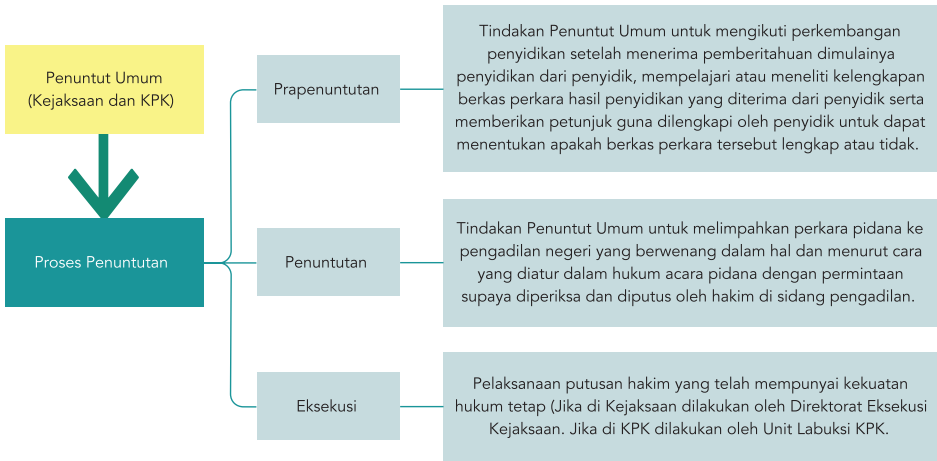 Penuntut Umum
(Kejaksaan dan KPK)
Proses Penuntutan
Prapenuntutan
Tindakan Penuntut Umum untuk mengikuti perkembangan
penyidikan setelah menerima pemberitahuan dimulainya
penyidikan dari penyidik, mempelajari atau meneliti kelengkapan
berkas perkara hasil penyidikan yang diterima dari penyidik serta
memberikan petunjuk guna dilengkapi oleh penyidik untuk dapat
menentukan apakah berkas perkara tersebut lengkap atau tidak.
Penuntutan
Tindakan Penuntut Umum untuk melimpahkan perkara pidana ke
pengadilan negeri yang berwenang dalam hal dan menurut cara
yang diatur dalam hukum acara pidana dengan permintaan
supaya diperiksa dan diputus oleh hakim di sidang pengadilan.
Eksekusi
Pelaksanaan putusan hakim yang telah mempunyai kekuatan
hukum tetap (Jika di Kejaksaan dilakukan oleh Direktorat Eksekusi
Kejaksaan. Jika di KPK dilakukan oleh Unit Labuksi KPK.